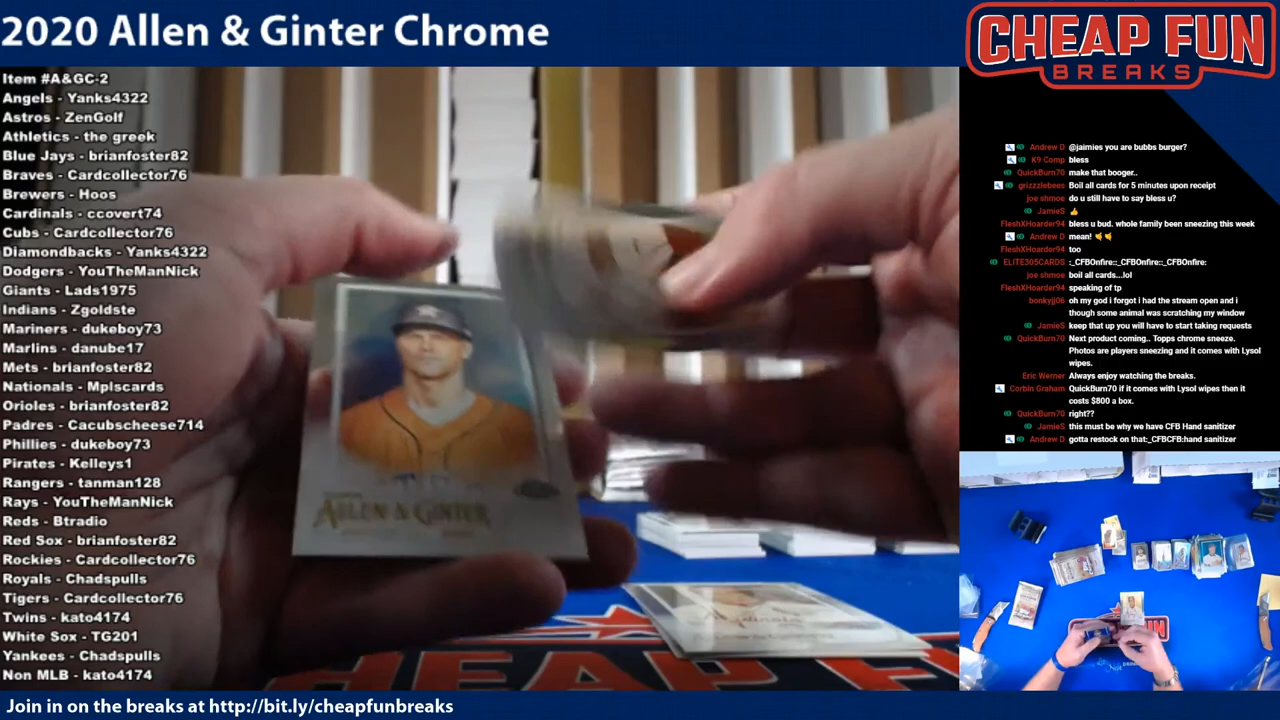 2020 Allen & Ginter Chrome
CHEAP FUN
BREAKS
Item #A&GC-2
Angels - Yanks4322
Astros - ZenGolf
Athletics - the greek
Blue Jays - brianfoster82
Braves - Cardcollector76
Brewers - Hoos
Cardinals - ccovert74
Cubs - Cardcollector76
Diamondbacks - Yanks4322
Dodgers - YouTheManNick
Giants - Lads1975
Indians - Zgoldste
Mariners - dukeboy73
Marlins - danube17
Mets - brianfoster82
Nationals - Mplscards
Orioles - brianfoster82
Padres - Cacubscheese714
Phillies - dukeboy73
Pirates - Kelleys1
Rangers - tanman128
Rays - YouTheManNick
Reds - Btradio
Red Sox - brianfoster82
Rockies - Cardcollector76
Royals - Chadspulls
Tigers - Cardcollector76
Twins - kato4174
White Sox - TG201
Yankees - Chadspulls
Non MLB - kato4174
ALLEN & GINTER
CHEAP FUN
Andrew D @jaimies you are bubbs burger?
K9 Comp bless
QuickBurn70 make that booger..
grizzzlebees Boil all cards for 5 minutes upon receipt
joe shmoe do u still have to say bless u?
JamieS
FleshXHoarder94 bless u bud. whole family been sneezing this week
Andrew D mean!
FleshXHoarder94 too
ELITE305CARDS :_CFBOnfire::_CFBOnfire::_CFBOnfire:
joe shmoe boil all cards...lol
FleshXHoarder94 speaking of tp
bonkyjj06 oh my god i forgot i had the stream open and i
though some animal was scratching my window
JamieS keep that up you will have to start taking requests
QuickBurn70 Next product coming.. Topps chrome sneeze.
Photos are players sneezing and it comes with Lysol
wipes.
Eric Werner Always enjoy watching the breaks.
Corbin Graham QuickBurn70 if it comes with Lysol wipes then it
costs $800 a box.
QuickBurn70 right??
JamieS this must be why we have CFB Hand sanitizer
Andrew D gotta restock on that:_CFBCFB:hand sanitizer
CHEAP FUN
Join in on the breaks at http://bit.ly/cheapfunbreaks